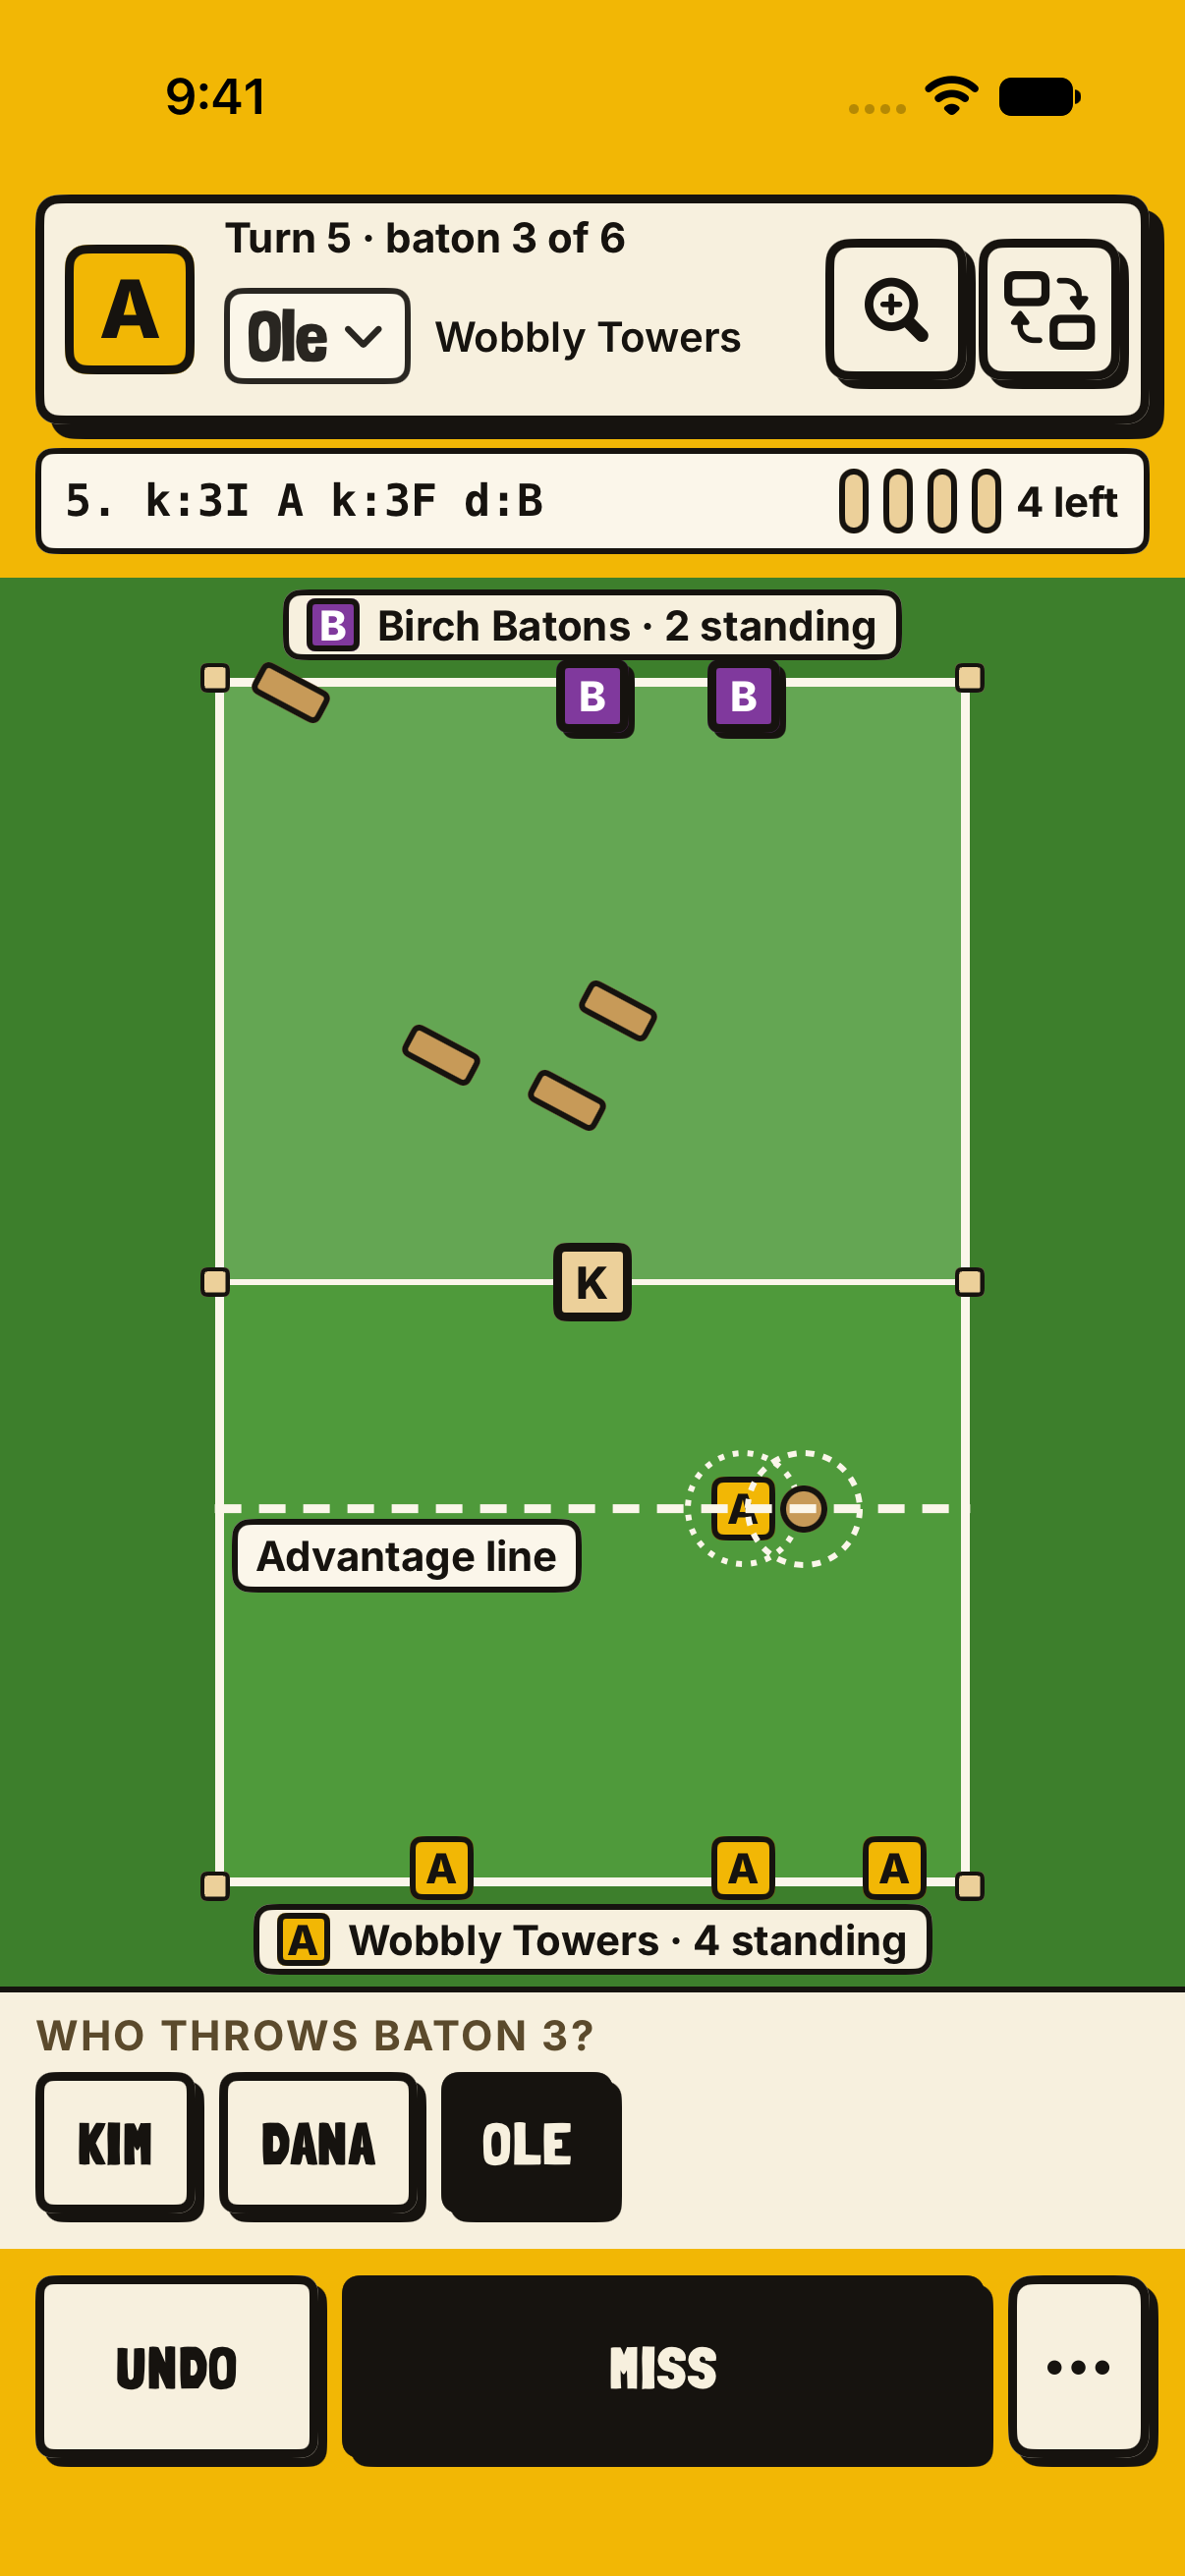 9:41
A
Turn 5 · baton 3 of 6
Ole
Wobbly Towers
5. k:3I A k:3F d:B
4 left
B Birch Batons · 2 standing
B B
K
A
Advantage line
A A A
A Wobbly Towers · 4 standing
WHO THROWS BATON 3?
KIM DANA OLE
UNDO MISS